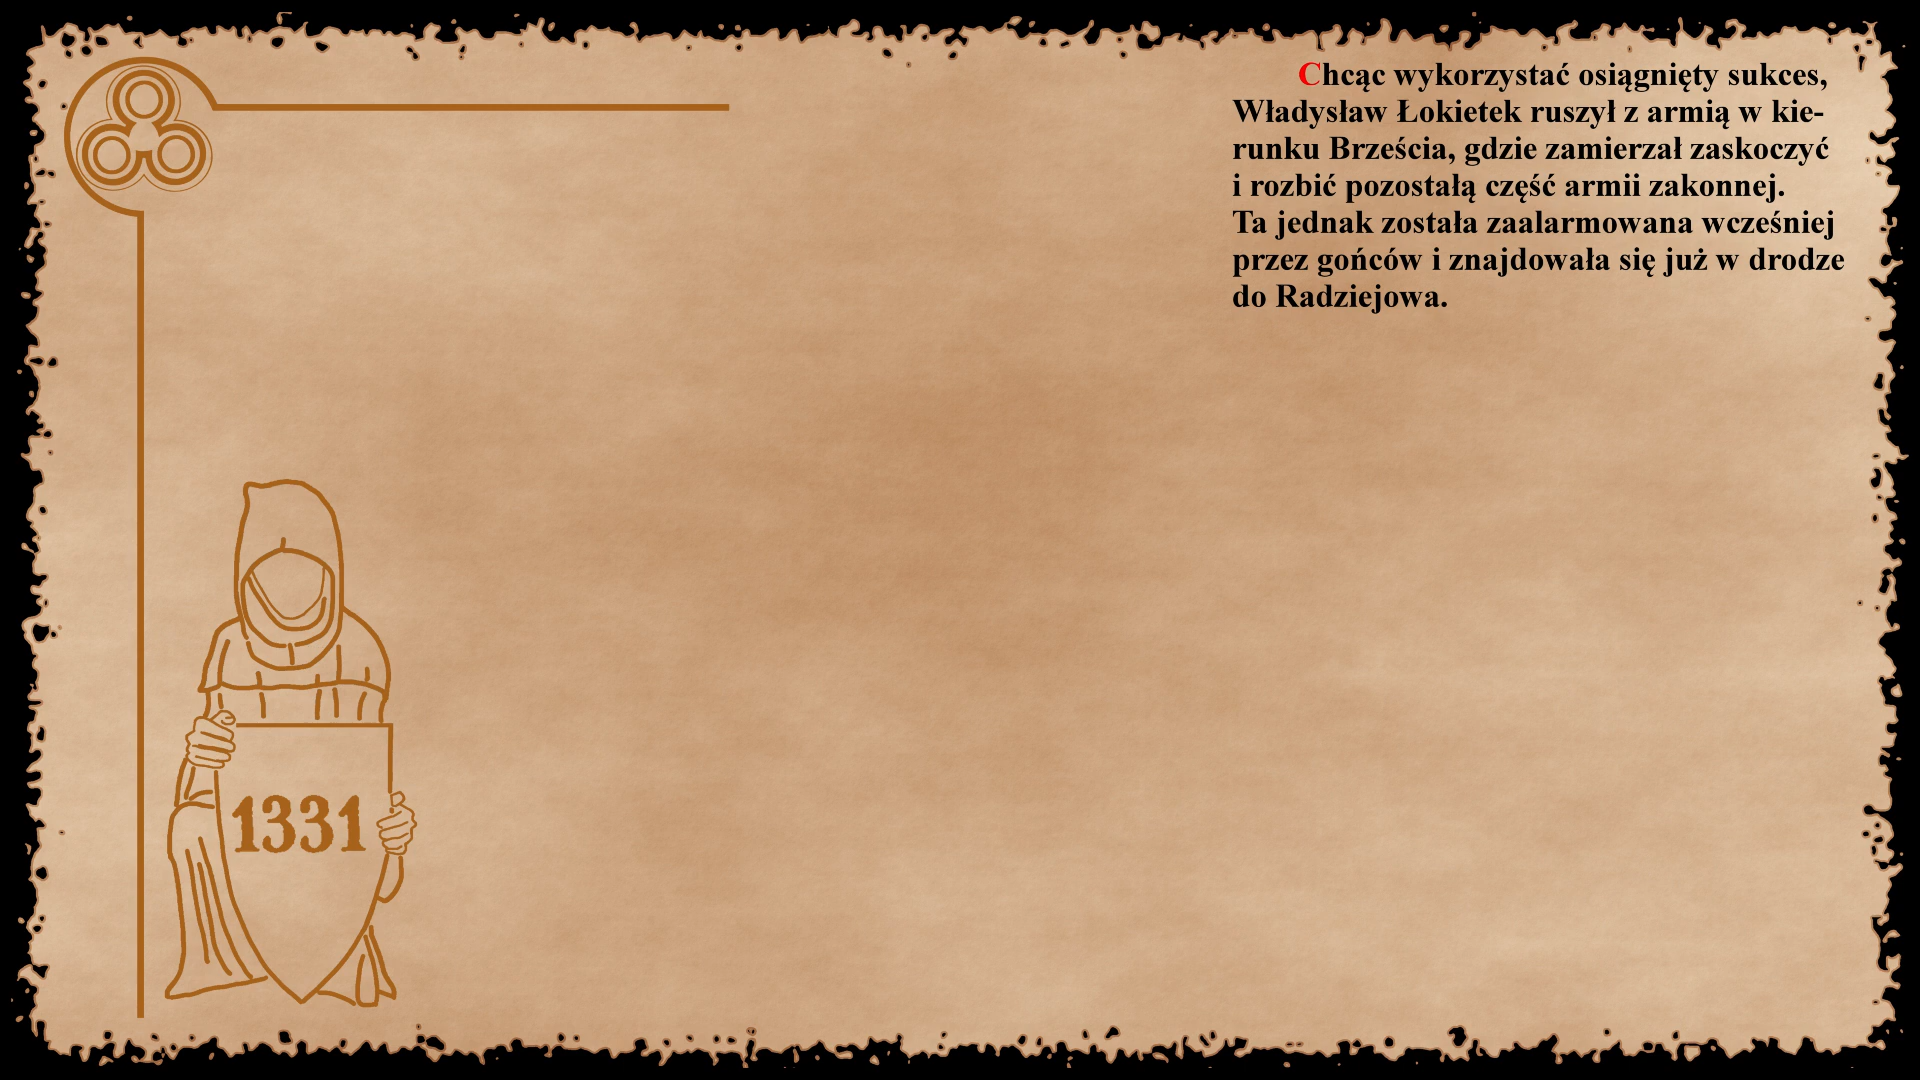 Chcąc wykorzystać osiągnięty sukces,
Władysław Łokietek ruszył z armią w kie-
runku Brześcia, gdzie zamierzał zaskoczyć
i rozbić pozostałą część armii zakonnej.
Ta jednak została zaalarmowana wcześniej
przez gońców i znajdowała się już w drodze
do Radziejowa.
1331